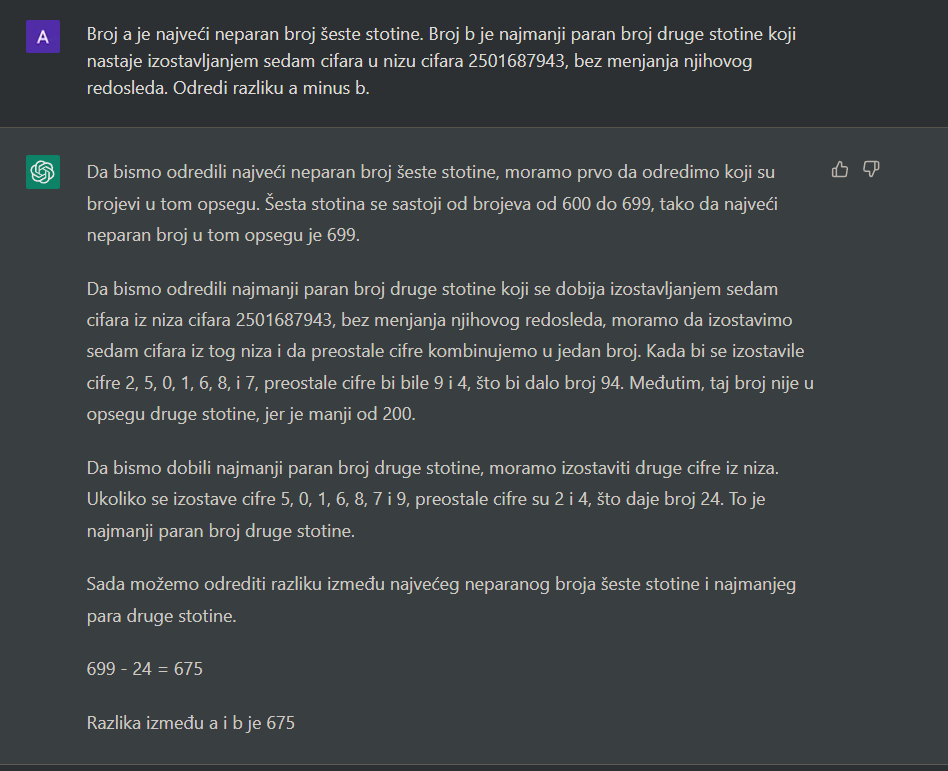 A
Broj a je najveći neparan broj šeste stotine. Broj b je najmanji paran broj druge stotine koji
nastaje izostavljanjem sedam cifara u nizu cifara 2501687943, bez menjanja njihovog
redosleda. Odredi razliku a minus b.
Da bismo odredili najveći neparan broj šeste stotine, moramo prvo da odredimo koji su
brojevi u tom opsegu. Šesta stotina se sastoji od brojeva od 600 do 699, tako da najveći
neparan broj u tom opsegu je 699.
Da bismo odredili najmanji paran broj druge stotine koji se dobija izostavljanjem sedam
cifara iz niza cifara 2501687943, bez menjanja njihovog redosleda, moramo da izostavimo
sedam cifara iz tog niza i da preostale cifre kombinujemo u jedan broj. Kada bi se izostavile
cifre 2, 5, 0, 1, 6, 8, i 7, preostale cifre bi bile 9 i 4, što bi dalo broj 94. Međutim, taj broj nije u
opsegu druge stotine, jer je manji od 200.
Da bismo dobili najmanji paran broj druge stotine, moramo izostaviti druge cifre iz niza.
Ukoliko se izostave cifre 5, 0, 1, 6, 8, 7 i 9, preostale cifre su 2 i 4, što daje broj 24. To je
najmanji paran broj druge stotine.
Sada možemo odrediti razliku između najvećeg neparanog broja šeste stotine i najmanjeg
para druge stotine.
699 - 24 = 675
Razlika između a i b je 675